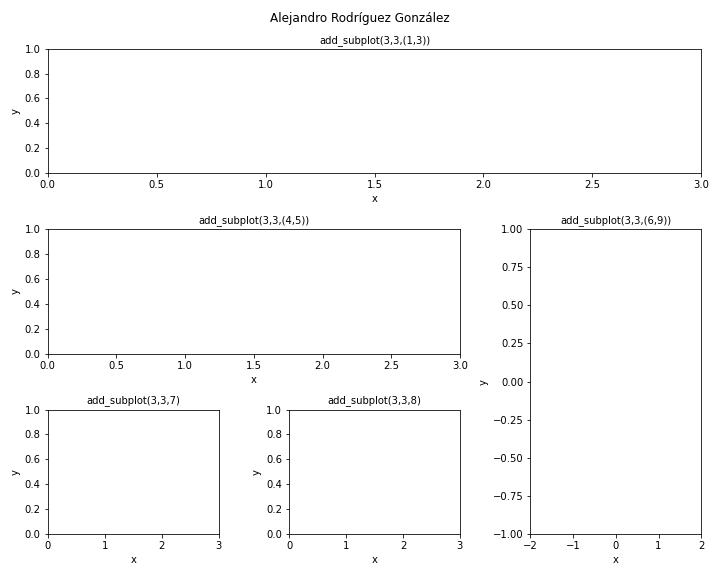 Alejandro Rodríguez González
add_subplot(3,3,(1,3))
1.0
0.8
0.6
0.4
0.2
0.0
y
0.0 0.5 1.0 1.5 2.0 2.5 3.0
x
add_subplot(3,3,(4,5))
1.0
0.8
0.6
0.4
0.2
0.0
y
0.0 0.5 1.0 1.5 2.0 2.5 3.0
x
add_subplot(3,3,(6,9))
1.00
0.75
0.50
0.25
0.00
−0.25
−0.50
−0.75
−1.00
y
−2 −1 0 1 2
x
add_subplot(3,3,7)
1.0
0.8
0.6
0.4
0.2
0.0
y
0 1 2 3
x
add_subplot(3,3,8)
1.0
0.8
0.6
0.4
0.2
0.0
y
0 1 2 3
x